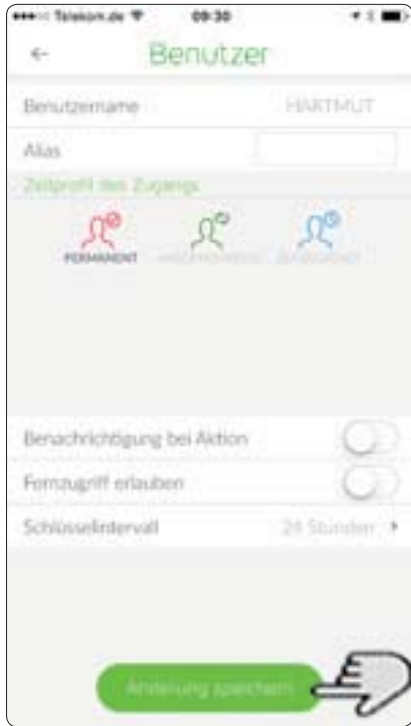 Telekom.de 09:30
Benutzer
Benutzername HARTMUT
Alias
Zeitprofil des Zugangs
PERMANENT
Benachrichtigung bei Aktion
Fernzugriff erlauben
Schlüsselintervall 24 Stunden
Änderung speichern